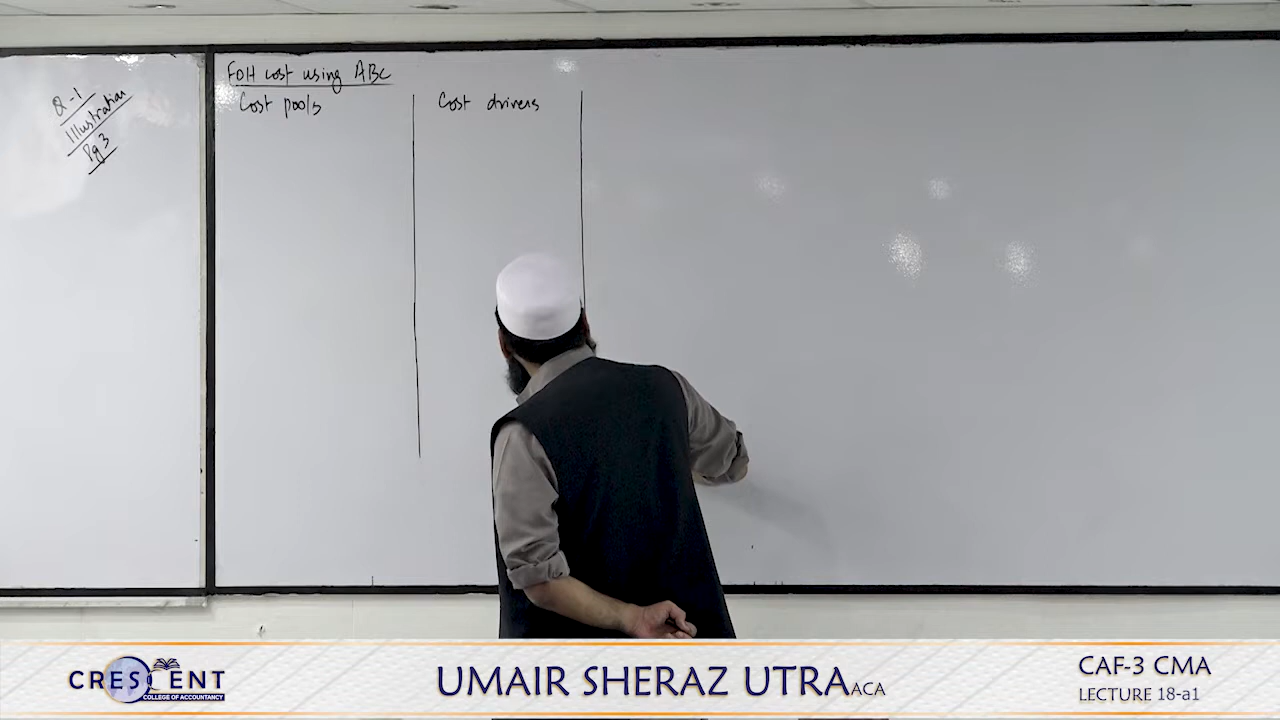 Q-1
Illustration
Pg 3
FOH cost using ABC
Cost pools
Cost drivers
CRESCENT
COLLEGE OF ACCOUNTANCY
UMAIR SHERAZ UTRA ACA
CAF-3 CMA
LECTURE 18-a1